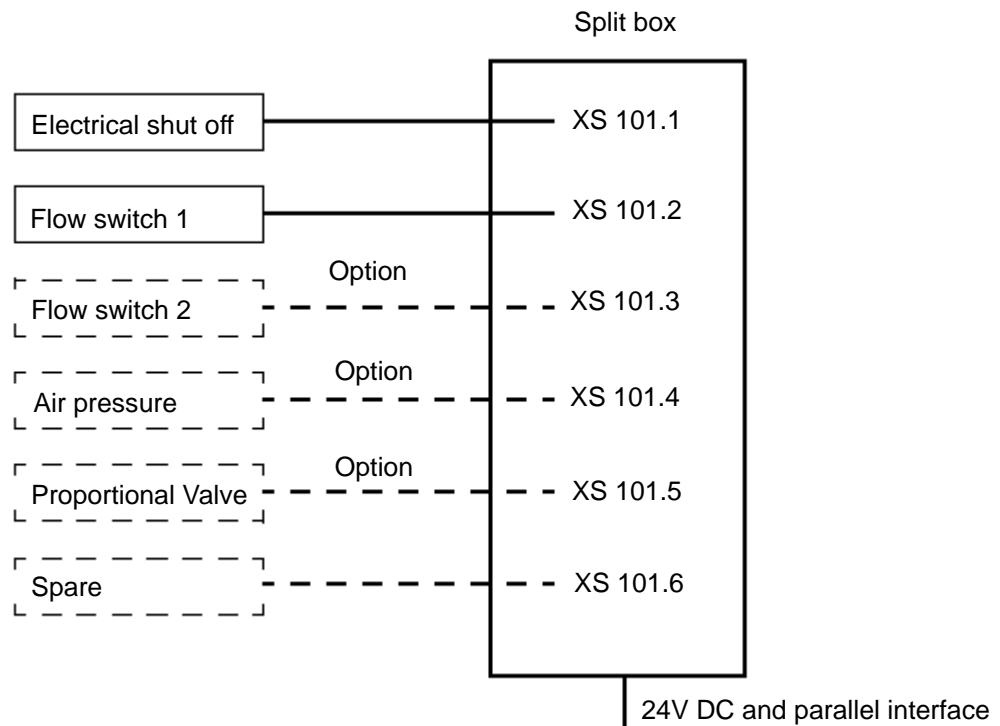 Split box
Electrical shut off
XS 101.1
Flow switch 1
XS 101.2
Flow switch 2
Option
XS 101.3
Air pressure
Option
XS 101.4
Proportional Valve
Option
XS 101.5
Spare
XS 101.6
24V DC and parallel interface